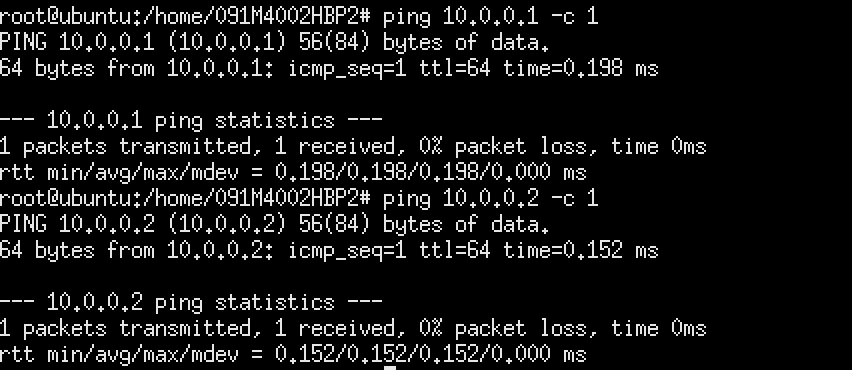 root@ubuntu:/home/091M4002HBP2# ping 10.0.0.1 -c 1
PING 10.0.0.1 (10.0.0.1) 56(84) bytes of data.
64 bytes from 10.0.0.1: icmp_seq=1 ttl=64 time=0.198 ms

--- 10.0.0.1 ping statistics ---
1 packets transmitted, 1 received, 0% packet loss, time 0ms
rtt min/avg/max/mdev = 0.198/0.198/0.198/0.000 ms
root@ubuntu:/home/091M4002HBP2# ping 10.0.0.2 -c 1
PING 10.0.0.2 (10.0.0.2) 56(84) bytes of data.
64 bytes from 10.0.0.2: icmp_seq=1 ttl=64 time=0.152 ms

--- 10.0.0.2 ping statistics ---
1 packets transmitted, 1 received, 0% packet loss, time 0ms
rtt min/avg/max/mdev = 0.152/0.152/0.152/0.000 ms